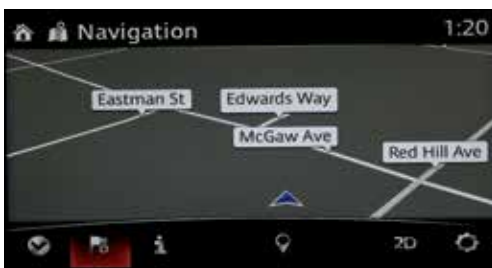 Navigation 1:20
Eastman St
Edwards Way
McGaw Ave
Red Hill Ave
2D